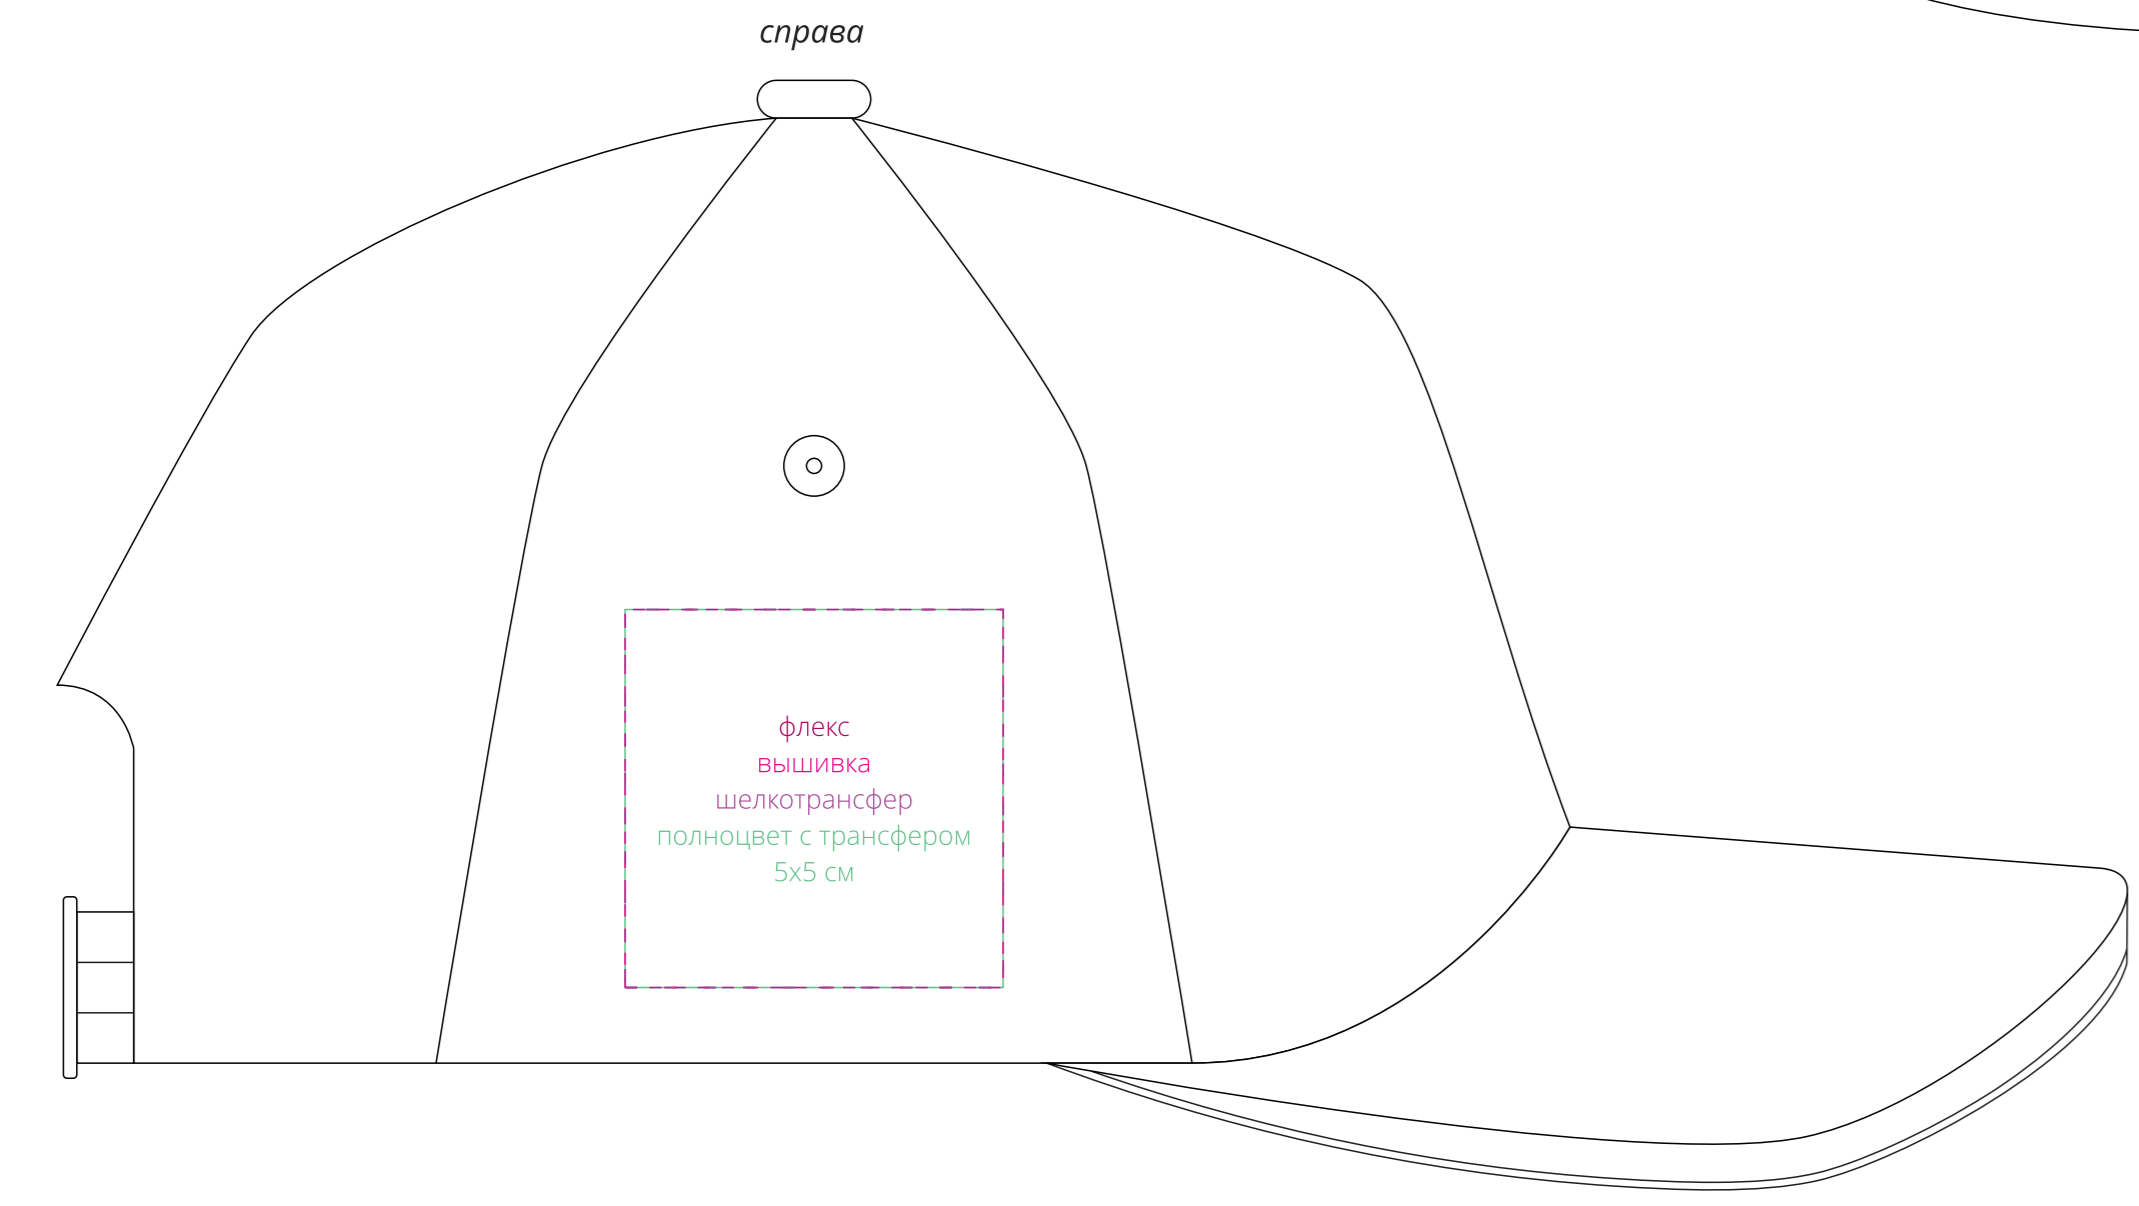 справа
флекс
вышивка
шелкотрансфер
полноцвет с трансфером
5х5 см